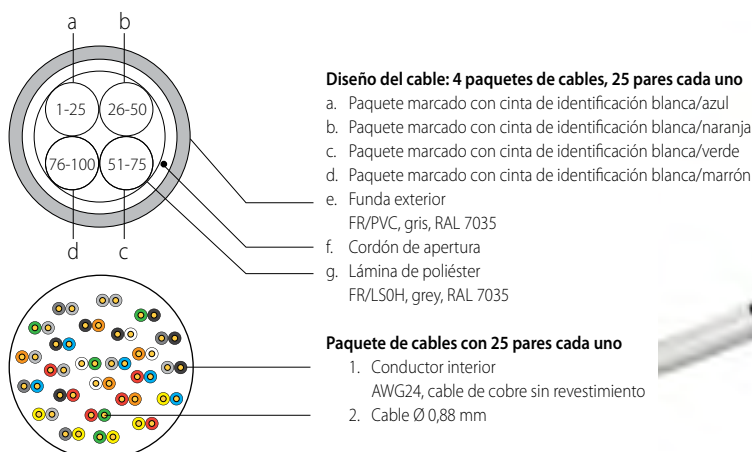 a b
1-25 26-50
76-100 51-75
d c
Diseño del cable: 4 paquetes de cables, 25 pares cada uno
a. Paquete marcado con cinta de identificación blanca/azul
b. Paquete marcado con cinta de identificación blanca/naranja
c. Paquete marcado con cinta de identificación blanca/verde
d. Paquete marcado con cinta de identificación blanca/marrón
e. Funda exterior
FR/PVC, gris, RAL 7035
f. Cordón de apertura
g. Lámina de poliéster
FR/LS0H, grey, RAL 7035
Paquete de cables con 25 pares cada uno
1. Conductor interior
AWG24, cable de cobre sin revestimiento
2. Cable Ø 0,88 mm